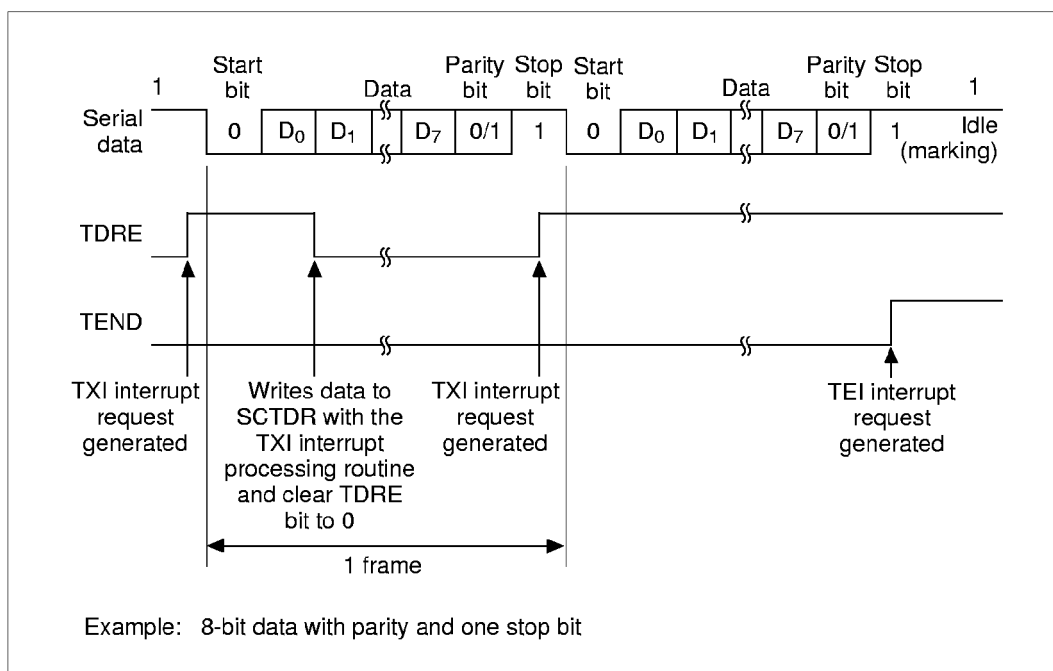 Start Parity Stop Start Parity Stop
1 bit Data bit bit bit Data bit bit 1
Serial data
0 D₀ D₁ D₇ 0/1 1 0 D₀ D₁ D₇ 0/1 1 Idle (marking)
TDRE
TEND
TXI interrupt
request
generated
Writes data to
SCTDR with the
TXI interrupt
processing routine
and clear TDRE
bit to 0
TXI interrupt
request
generated
TEI interrupt
request
generated
1 frame
Example: 8-bit data with parity and one stop bit